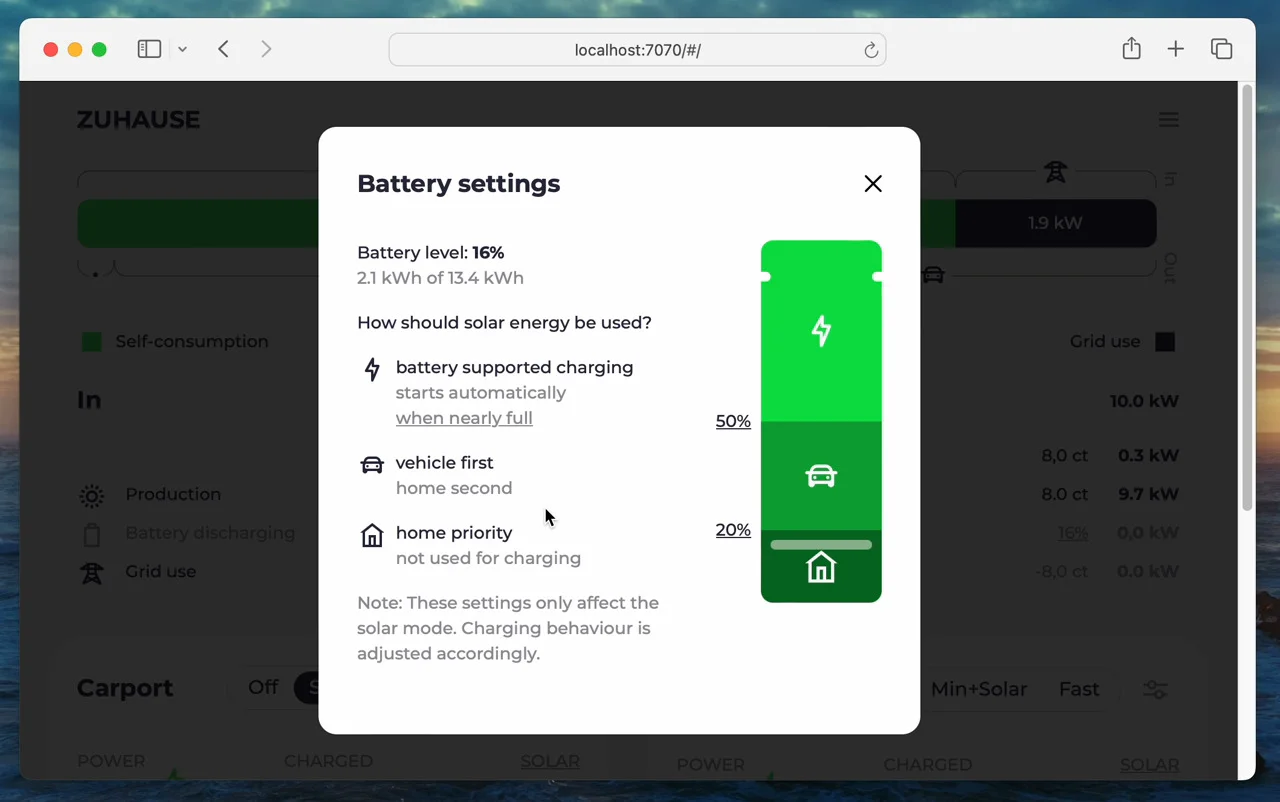 localhost:7070/#/
ZUHAUSE
In
1.9 kW
Out
Self-consumption
Grid use
In
10.0 kW
8,0 ct 0.3 kW
Production
8.0 ct 9.7 kW
Battery discharging
16% 0,0 kW
Grid use
-8,0 ct 0.0 kW
Battery settings
Battery level: 16%
2.1 kWh of 13.4 kWh
How should solar energy be used?
battery supported charging
starts automatically
when nearly full
vehicle first
home second
home priority
not used for charging
Note: These settings only affect the
solar mode. Charging behaviour is
adjusted accordingly.
50%
20%
Carport
Off
S
Min+Solar
Fast
POWER CHARGED SOLAR
POWER CHARGED SOLAR